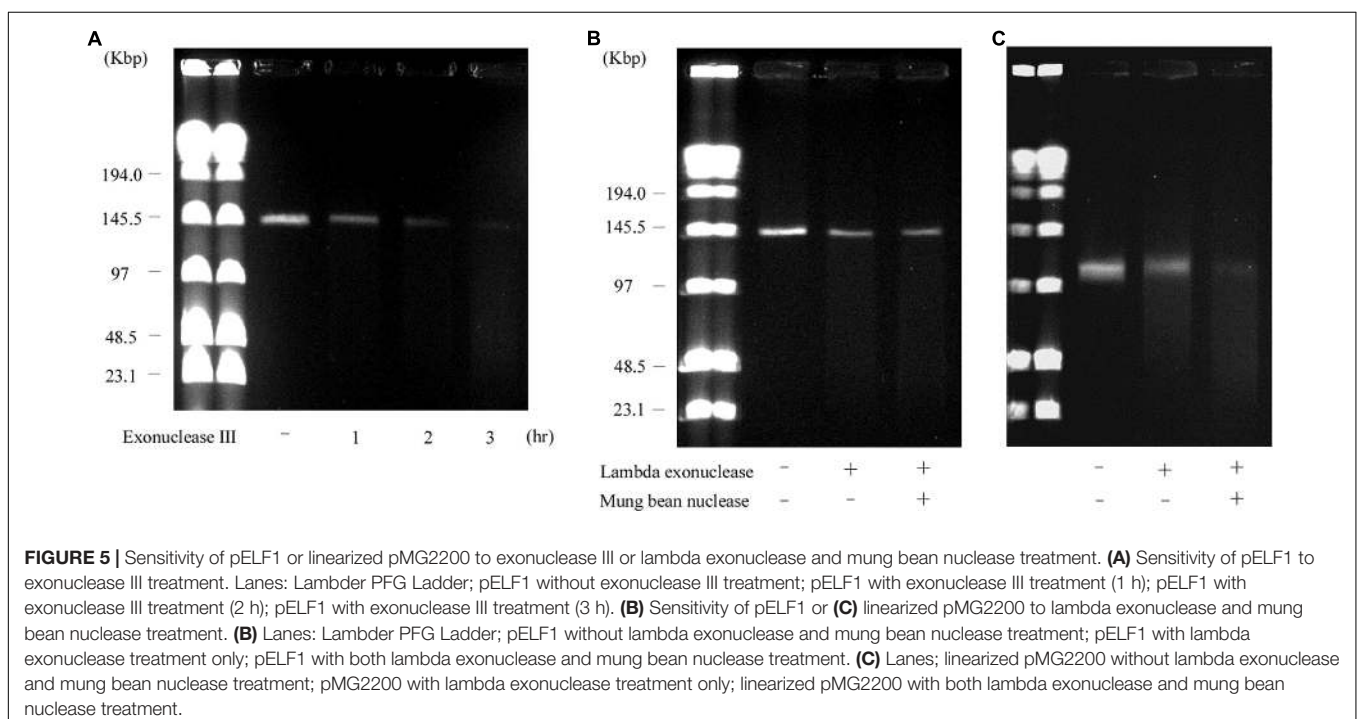 A
B
C
(Kbp)
(Kbp)
194.0
145.5
97
48.5
23.1
194.0
145.5
97
48.5
23.1
Exonuclease III - 1 2 3 (hr)
Lambda exonuclease - + + - + +
Mung bean nuclease - - + - - +
FIGURE 5 | Sensitivity of pELF1 or linearized pMG2200 to exonuclease III or lambda exonuclease and mung bean nuclease treatment. (A) Sensitivity of pELF1 to
exonuclease III treatment. Lanes: Lambder PFG Ladder; pELF1 without exonuclease III treatment; pELF1 with exonuclease III treatment (1 h); pELF1 with
exonuclease III treatment (2 h); pELF1 with exonuclease III treatment (3 h). (B) Sensitivity of pELF1 or (C) linearized pMG2200 to lambda exonuclease and mung
bean nuclease treatment. (B) Lanes: Lambder PFG Ladder; pELF1 without lambda exonuclease and mung bean nuclease treatment; pELF1 with lambda
exonuclease treatment only; pELF1 with both lambda exonuclease and mung bean nuclease treatment. (C) Lanes; linearized pMG2200 without lambda exonuclease
and mung bean nuclease treatment; pMG2200 with lambda exonuclease treatment only; linearized pMG2200 with both lambda exonuclease and mung bean
nuclease treatment.